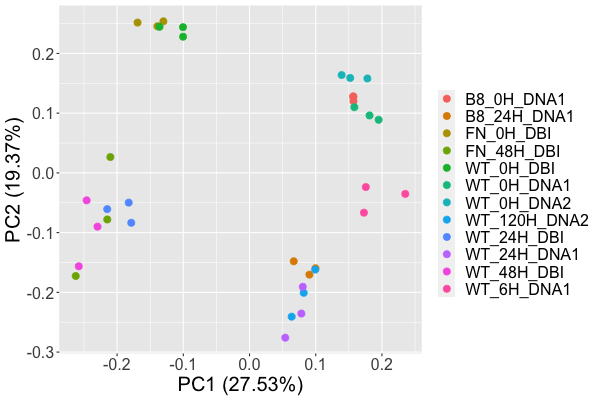 0.2
0.1
0.0
-0.1
-0.2
-0.3
PC2 (19.37%)
-0.2
-0.1
0.0
0.1
0.2
PC1 (27.53%)
B8_0H_DNA1
B8_24H_DNA1
FN_0H_DBI
FN_48H_DBI
WT_0H_DBI
WT_0H_DNA1
WT_0H_DNA2
WT_120H_DNA2
WT_24H_DBI
WT_24H_DNA1
WT_48H_DBI
WT_6H_DNA1